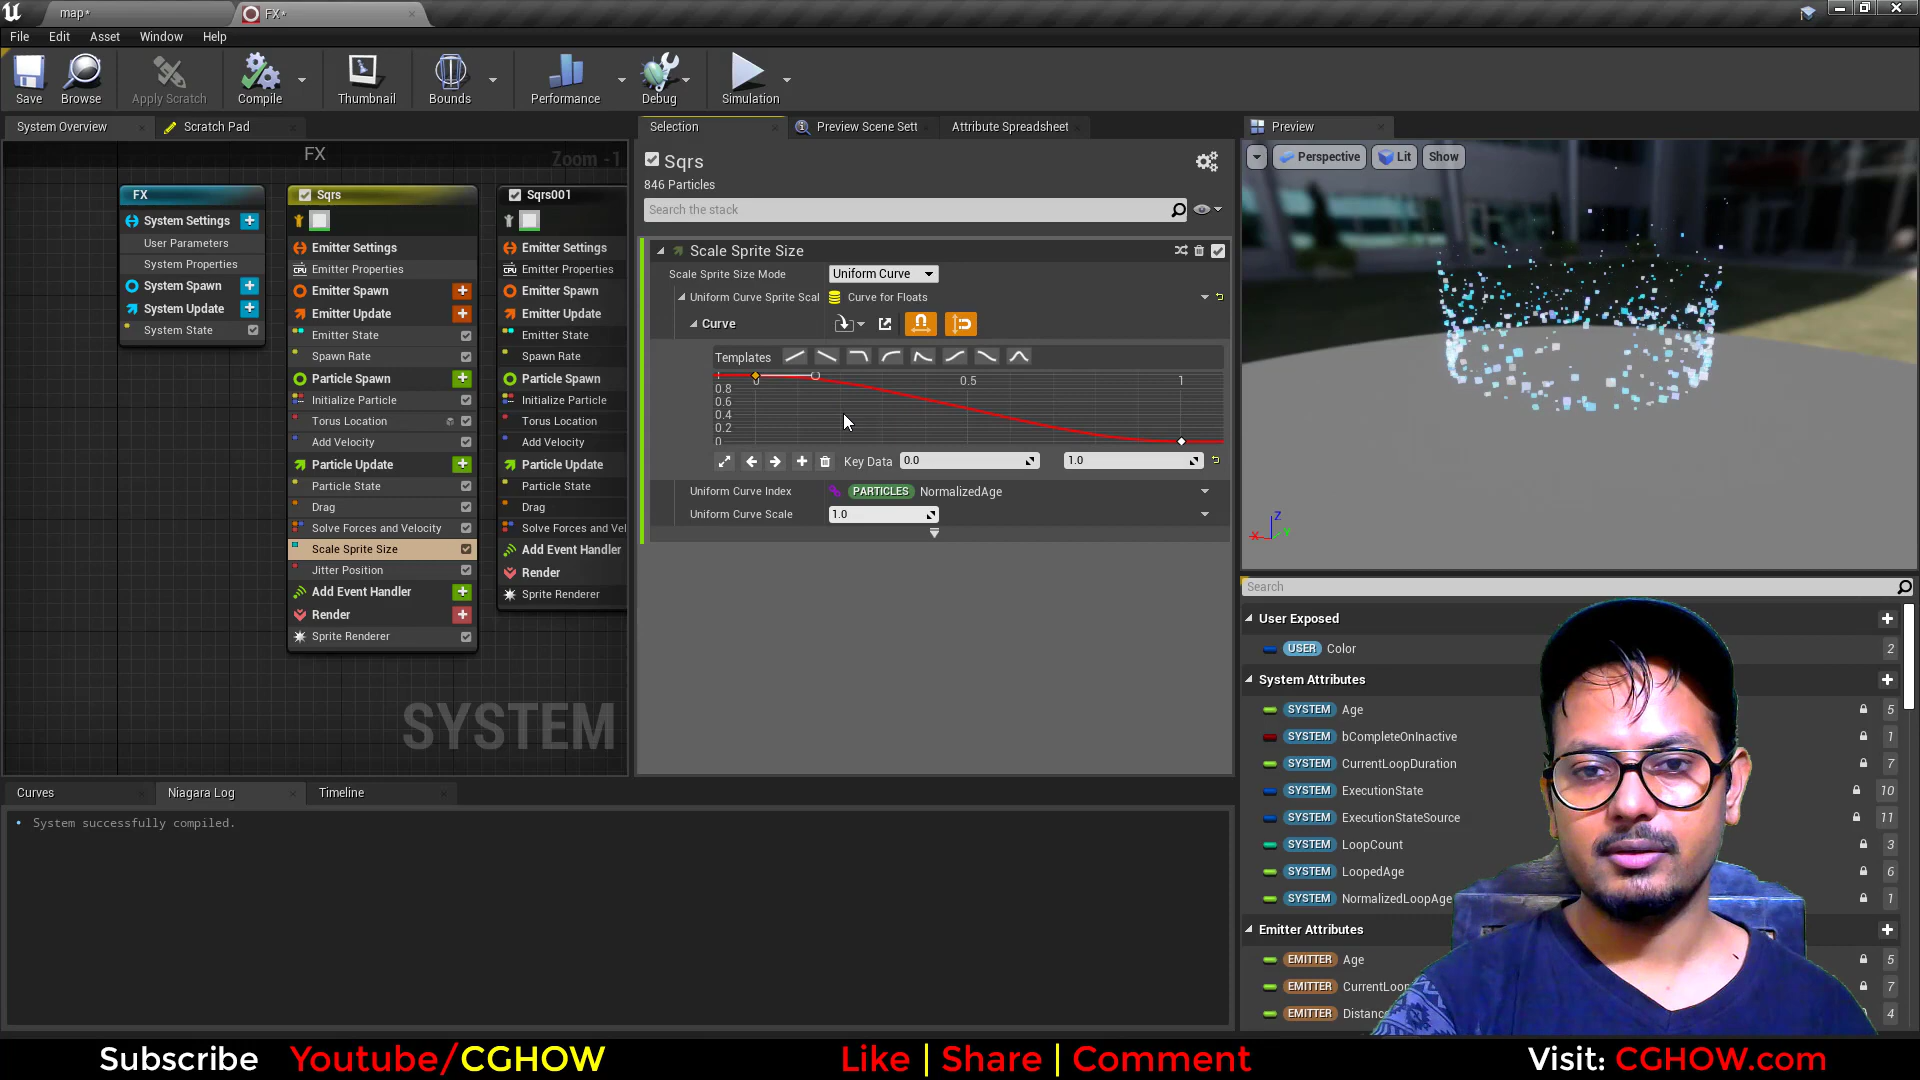 map*
FX*
File Edit Asset Window Help
Save Browse Apply Scratch Compile Thumbnail Bounds Performance Debug Simulation
System Overview Scratch Pad
FX
Zoom -1
FX
System Settings
User Parameters
System Properties
System Spawn
System Update
System State
Sqrs
Emitter Settings
Emitter Properties
Emitter Spawn
Emitter Update
Emitter State
Spawn Rate
Particle Spawn
Initialize Particle
Torus Location
Add Velocity
Particle Update
Particle State
Drag
Solve Forces and Velocity
Scale Sprite Size
Jitter Position
Add Event Handler
Render
Sprite Renderer
Sqrs001
Emitter Settings
CPU Emitter Properties
Emitter Spawn
Emitter Update
Emitter State
Spawn Rate
Particle Spawn
Initialize Particle
Torus Location
Add Velocity
Particle Update
Particle State
Drag
Solve Forces and Vel
Add Event Handler
Render
Sprite Renderer
SYSTEM
Selection Preview Scene Sett Attribute Spreadsheet
Sqrs
846 Particles
Search the stack
Scale Sprite Size
Scale Sprite Size Mode Uniform Curve
Uniform Curve Sprite Scal Curve for Floats
Curve
Templates
0 0.5 1
0.8
0.6
0.4
0.2
0
Key Data 0.0 1.0
Uniform Curve Index PARTICLES NormalizedAge
Uniform Curve Scale 1.0
Preview
Perspective Lit Show
Z
X Y
Search
User Exposed
USER Color 2
System Attributes
SYSTEM Age 5
SYSTEM bCompleteOnInactive 1
SYSTEM CurrentLoopDuration 7
SYSTEM ExecutionState 10
SYSTEM ExecutionStateSource 11
SYSTEM LoopCount 3
SYSTEM LoopedAge 6
SYSTEM NormalizedLoopAge 1
Emitter Attributes
EMITTER Age 5
EMITTER CurrentLoo 7
EMITTER Distance 4
Curves Niagara Log Timeline
• System successfully compiled.
Subscribe Youtube/CGHOW Like | Share | Comment Visit: CGHOW.com